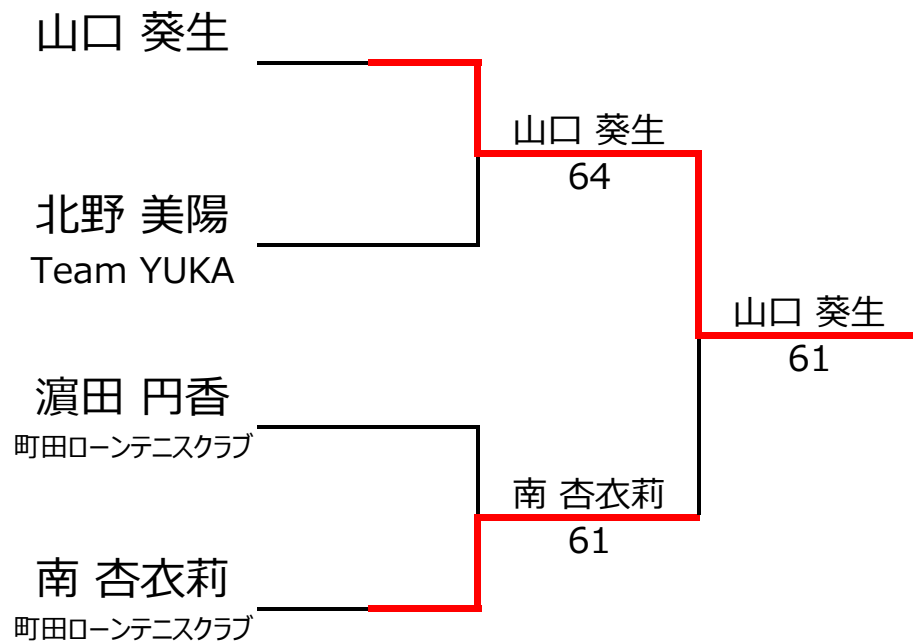 山口 葵生
北野 美陽
Team YUKA
濵田 円香
町田ローンテニスクラブ
南 杏衣莉
町田ローンテニスクラブ
山口 葵生
64
南 杏衣莉
61
山口 葵生
61